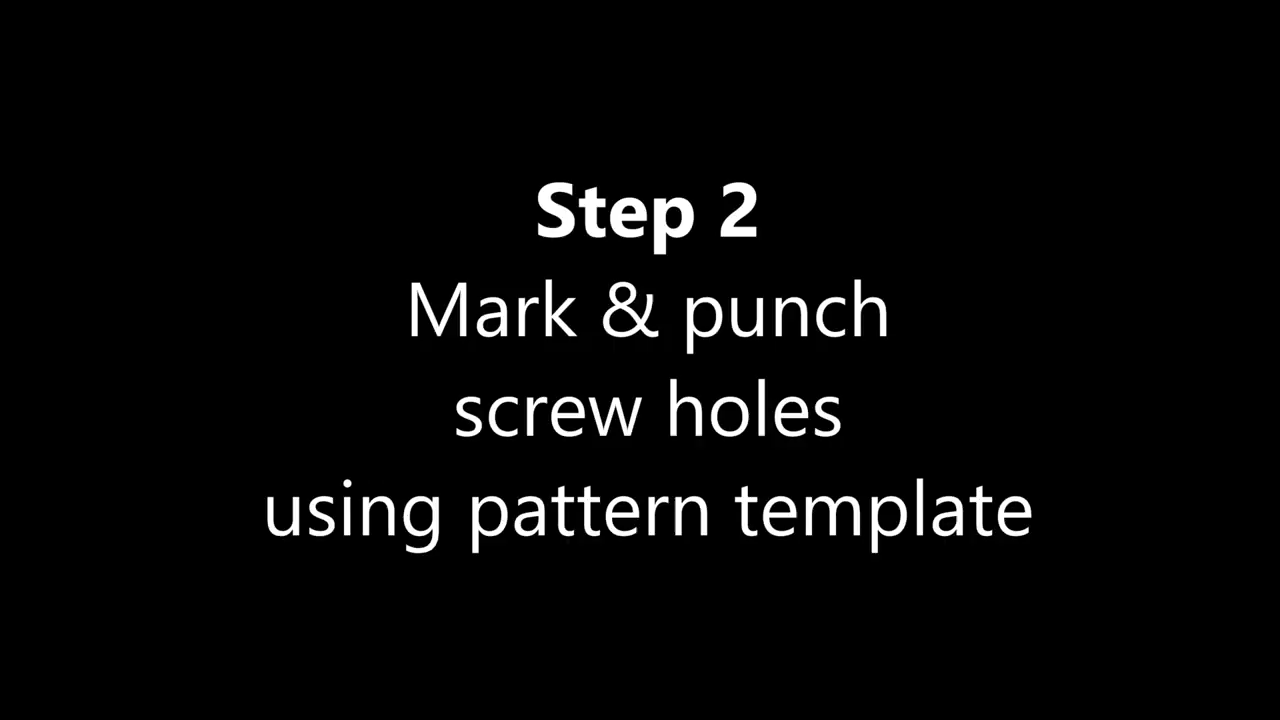 Step 2
Mark & punch
screw holes
using pattern template